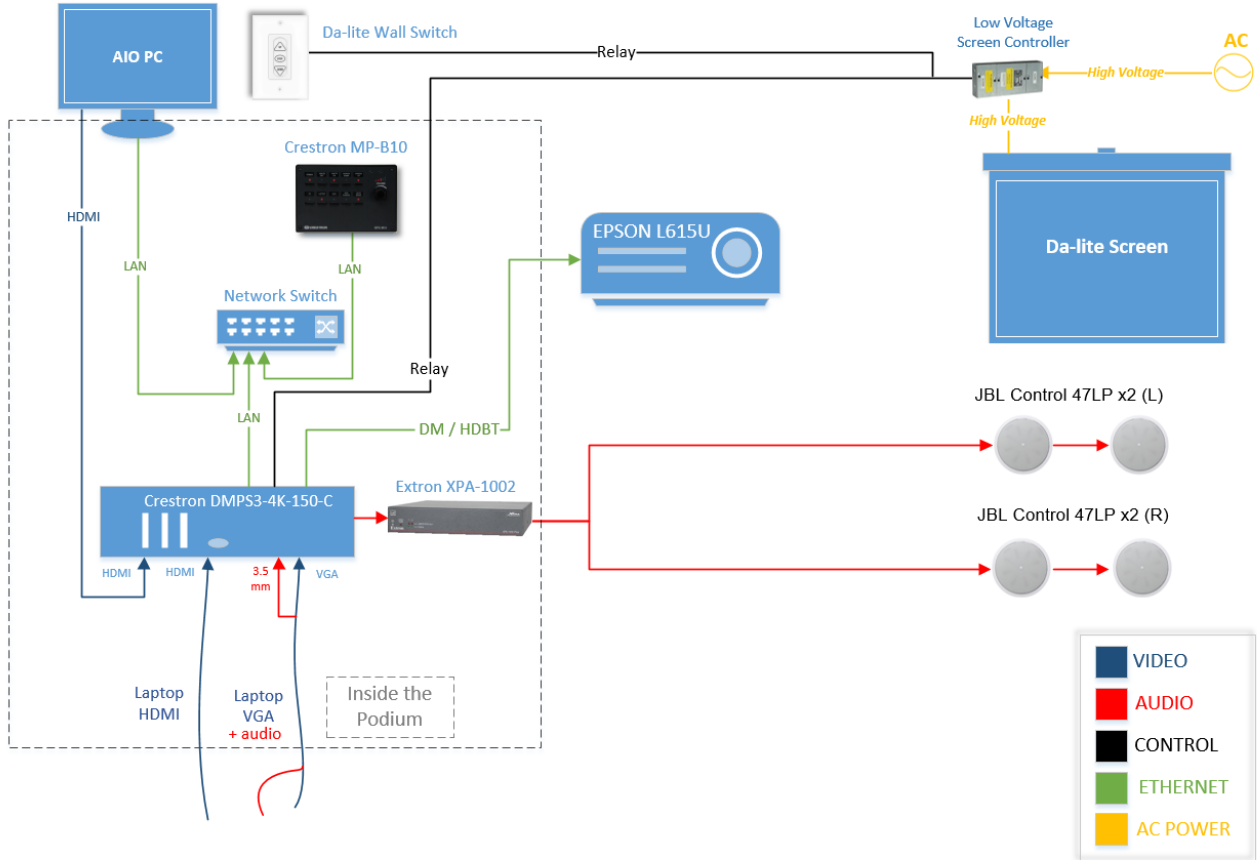 AIO PC
Da-lite Wall Switch
Relay
Low Voltage
Screen Controller
AC
High Voltage
High Voltage
Crestron MP-B10
HDMI
LAN
LAN
EPSON L615U
Da-lite Screen
Network Switch
Relay
LAN
DM / HDBT
JBL Control 47LP x2 (L)
Crestron DMPS3-4K-150-C
Extron XPA-1002
JBL Control 47LP x2 (R)
HDMI
HDMI
3.5
mm
VGA
Laptop
HDMI
Laptop
VGA
+ audio
Inside the
Podium
VIDEO
AUDIO
CONTROL
ETHERNET
AC POWER